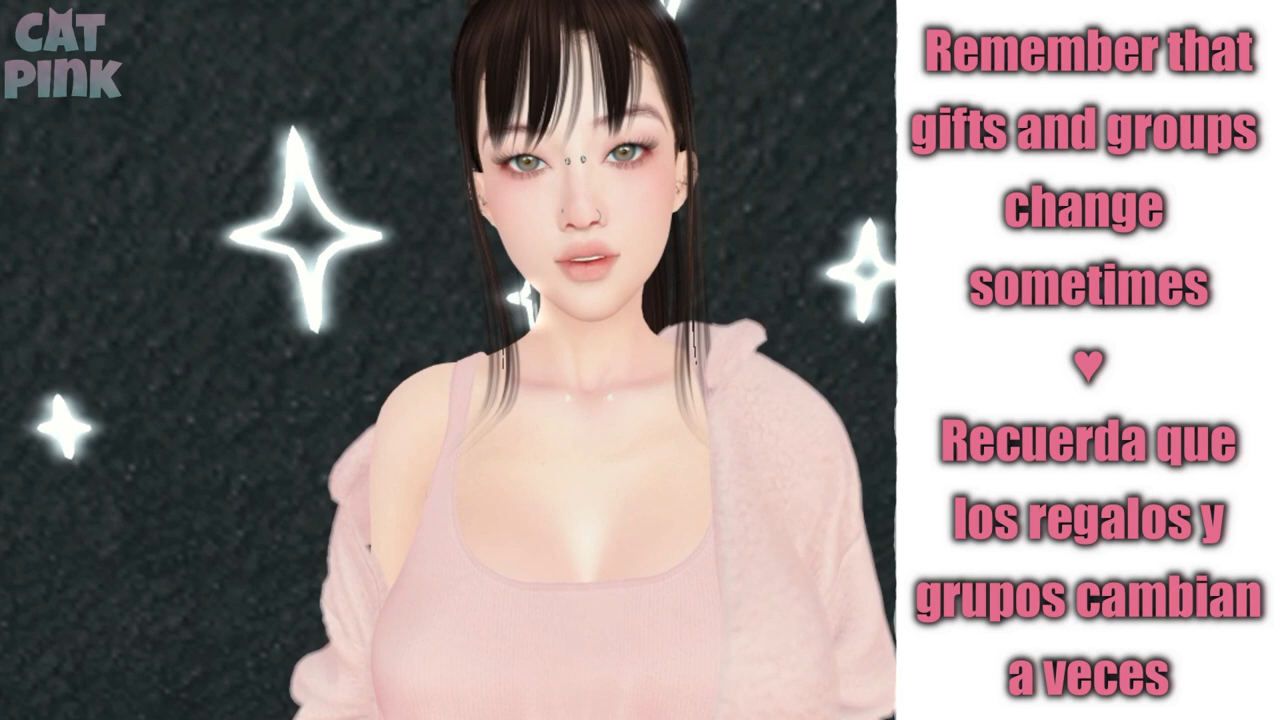 CAT
PINK
Remember that
gifts and groups
change
sometimes
♥
Recuerda que
los regalos y
grupos cambian
a veces